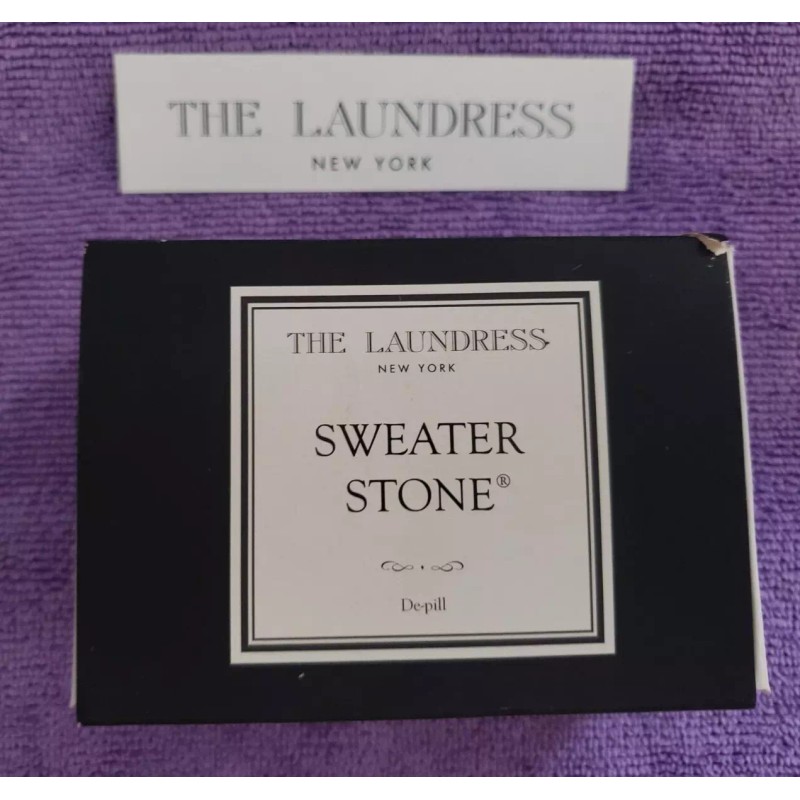 THE LAUNDRESS
NEW YORK
THE LAUNDRESS
NEW YORK
SWEATER
STONE®
De-pill